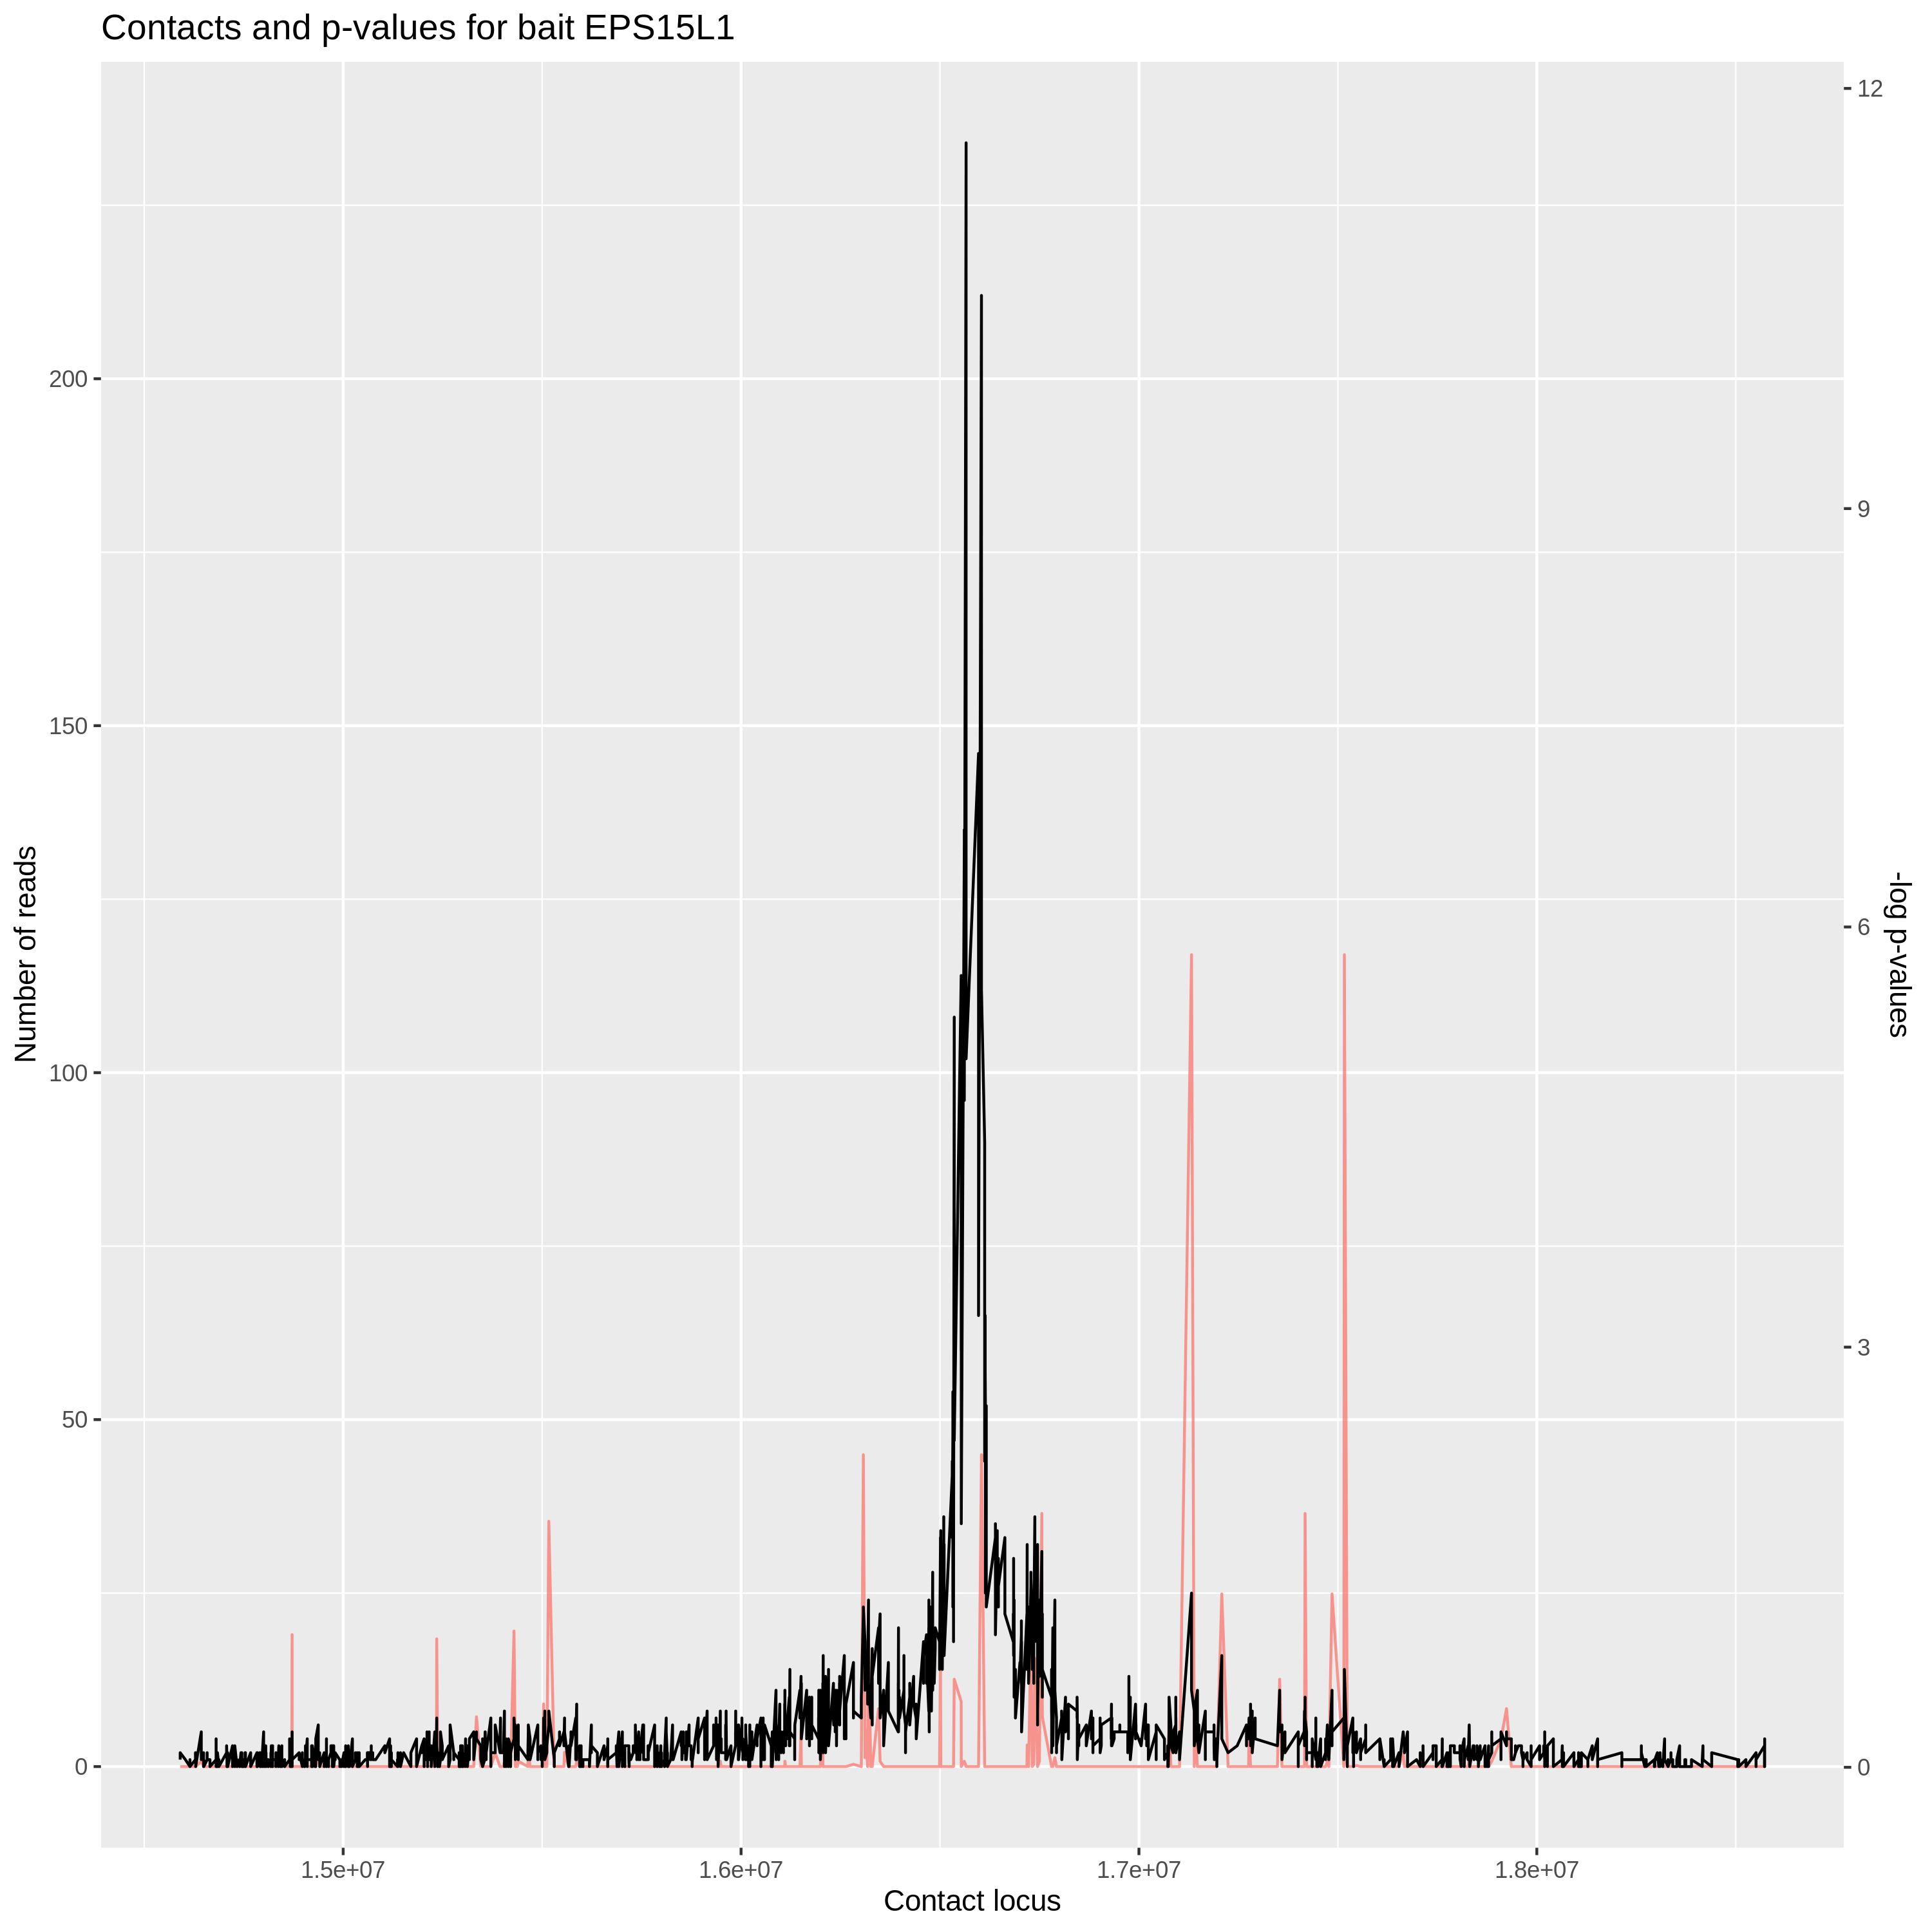 Contacts and p-values for bait EPS15L1
Number of reads
200
150
100
50
0
12
9
6
3
0
-log p-values
1.5e+07
1.6e+07
1.7e+07
1.8e+07
Contact locus